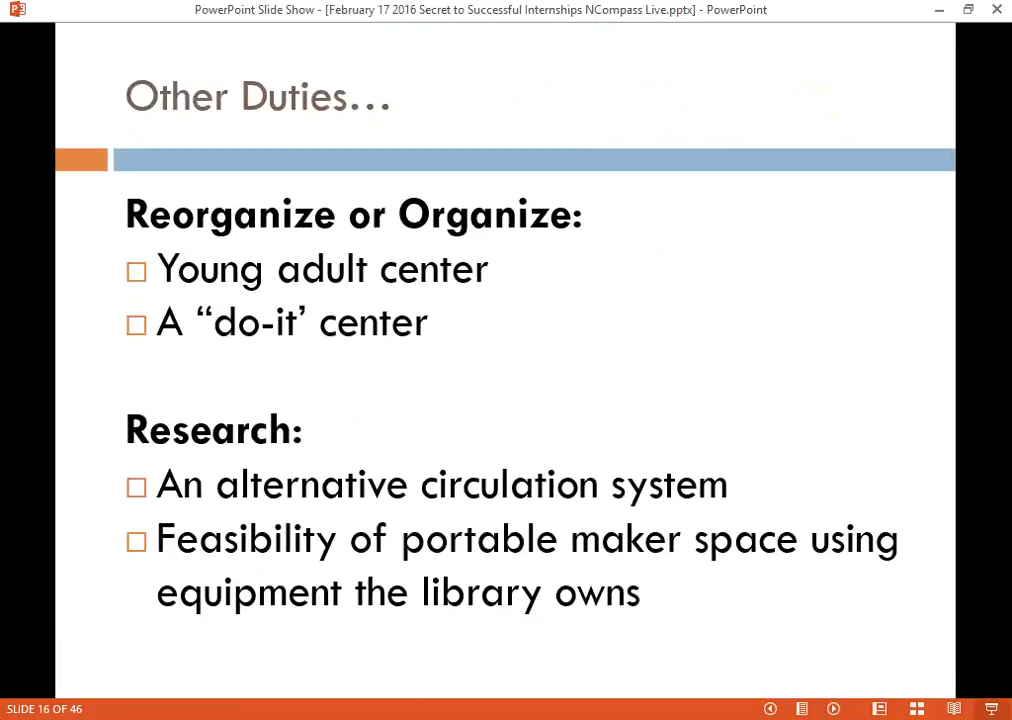 PowerPoint Slide Show - [February 17 2016 Secret to Successful Internships NCompass Live.pptx] - PowerPoint
Other Duties...
Reorganize or Organize:
Young adult center
A “do-it’ center
Research:
An alternative circulation system
Feasibility of portable maker space using
equipment the library owns
SLIDE 16 OF 46